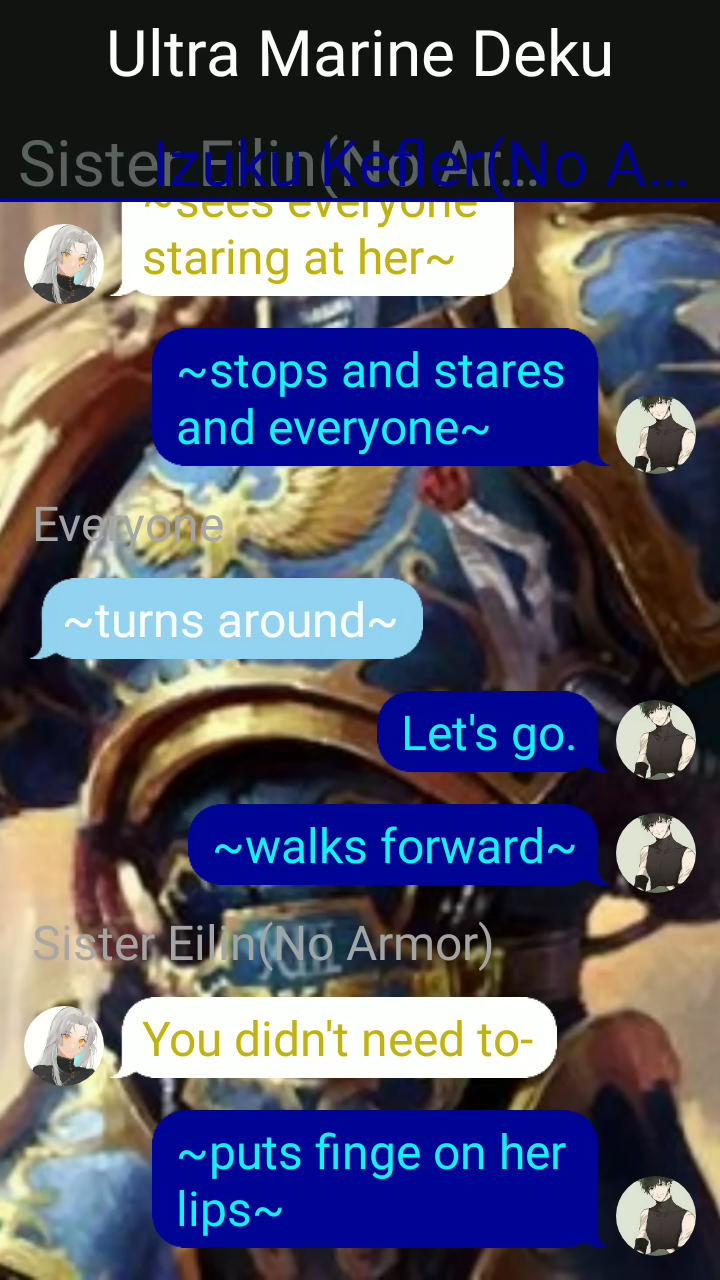 Ultra Marine Deku
Sister Eilin(No Ar...
Izuku Kefler(No A...
~sees everyone
staring at her~
~stops and stares
and everyone~
Everyone
~turns around~
Let's go.
~walks forward~
Sister Eilin(No Armor)
You didn't need to-
~puts finge on her
lips~